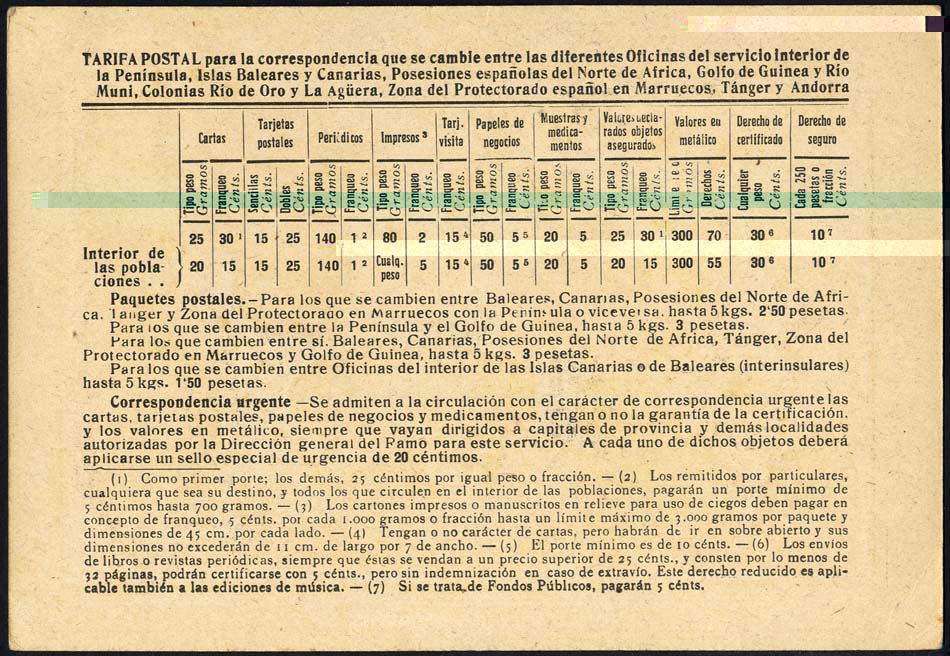 TARIFA POSTAL para la correspondencia que se cambie entre las diferentes Oficinas del servicio interior de
la Península, Islas Baleares y Canarias, Posesiones españolas del Norte de Africa, Golfo de Guinea y Río
Muni, Colonias Río de Oro y La Agüera, Zona del Protectorado español en Marruecos, Tánger y Andorra
Cartas Tarjetas postales Periódicos Impresos ³ Tarj. visita Papeles de negocios Muestras y medicamentos Valores declarados objetos asegurados Valores en metálico Derecho de certificado Derecho de seguro
Tipo peso Gramos Franqueo Cénts. Sencillas Cénts. Dobles Cénts. Tipo peso Gramos Franqueo Cénts. Tipo peso Gramos Franqueo Cénts. Franqueo Cénts. Tipo peso Gramos Franqueo Cénts. Tipo peso Gramos Franqueo Cénts. Tipo peso Gramos Franqueo Cénts. Gramos Derechos Cénts. Cualquier peso Cénts. Cada 250 pesetas o fracción Cénts.
25 30 ¹ 15 25 140 1 ² 80 2 15 ⁴ 50 5 ⁵ 20 5 25 30 ¹ 300 70 30 ⁶ 10 ⁷
Interior de
las pobla-
ciones . . } 20 15 15 25 140 1 ² Cualq. peso 5 15 ⁴ 50 5 ⁵ 20 5 20 15 300 55 30 ⁶ 10 ⁷
Paquetes postales.—Para los que se cambien entre Baleares, Canarias, Posesiones del Norte de Afri-
ca, Tánger y Zona del Protectorado en Marruecos con la Península o viceversa, hasta 5 kgs. 2'50 pesetas.
Para los que se cambien entre la Península y el Golfo de Guinea, hasta 5 kgs. 3 pesetas.
Para los que se cambien entre sí. Baleares, Canarias, Posesiones del Norte de Africa, Tánger, Zona del
Protectorado en Marruecos y Golfo de Guinea, hasta 5 kgs. 3 pesetas.
Para los que se cambien entre Oficinas del interior de las Islas Canarias o de Baleares (interinsulares)
hasta 5 kgs. 1'50 pesetas.
Correspondencia urgente —Se admiten a la circulación con el carácter de correspondencia urgente las
cartas, tarjetas postales, papeles de negocios y medicamentos, tengan o no la garantía de la certificación,
y los valores en metálico, siempre que vayan dirigidos a capitales de provincia y demás localidades
autorizadas por la Dirección general del Ramo para este servicio. A cada uno de dichos objetos deberá
aplicarse un sello especial de urgencia de 20 céntimos.
(1) Como primer porte; los demás, 25 céntimos por igual peso o fracción. — (2) Los remitidos por particulares,
cualquiera que sea su destino, y todos los que circulen en el interior de las poblaciones, pagarán un porte mínimo de
5 céntimos hasta 700 gramos. — (3) Los cartones impresos o manuscritos en relieve para uso de ciegos deben pagar en
concepto de franqueo, 5 cénts. por cada 1.000 gramos o fracción hasta un límite máximo de 3.000 gramos por paquete y
dimensiones de 45 cm. por cada lado. — (4) Tengan o no carácter de cartas, pero habrán de ir en sobre abierto y sus
dimensiones no excederán de 11 cm. de largo por 7 de ancho. — (5) El porte mínimo es de 10 cénts. — (6) Los envíos
de libros o revistas periódicas, siempre que éstas se vendan a un precio superior de 25 cénts., y consten por lo menos de
32 páginas, podrán certificarse con 5 cénts., pero sin indemnización en caso de extravío. Este derecho reducido es apli-
cable también a las ediciones de música. — (7) Si se trata de Fondos Públicos, pagarán 5 cénts.